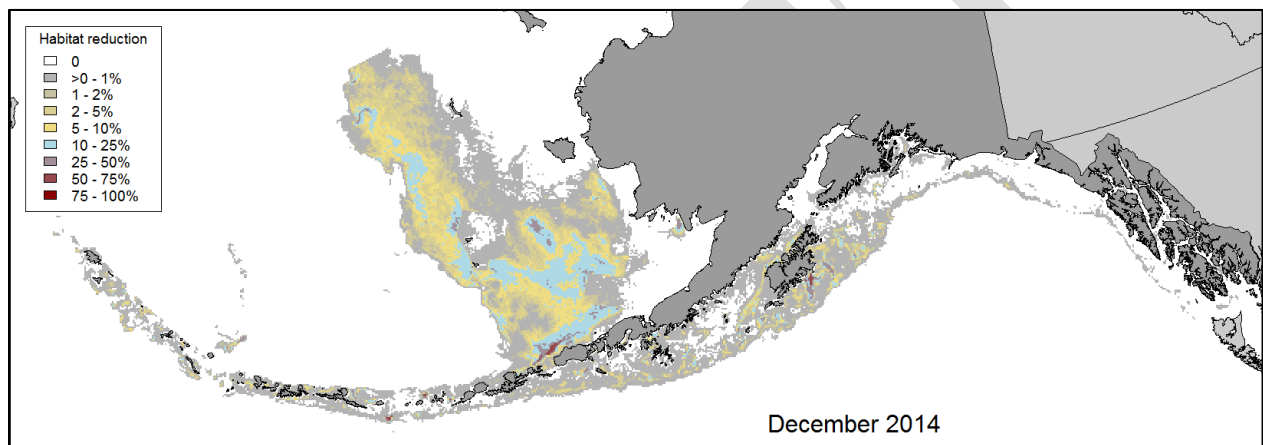 Habitat reduction
0
>0 - 1%
1 - 2%
2 - 5%
5 - 10%
10 - 25%
25 - 50%
50 - 75%
75 - 100%
December 2014